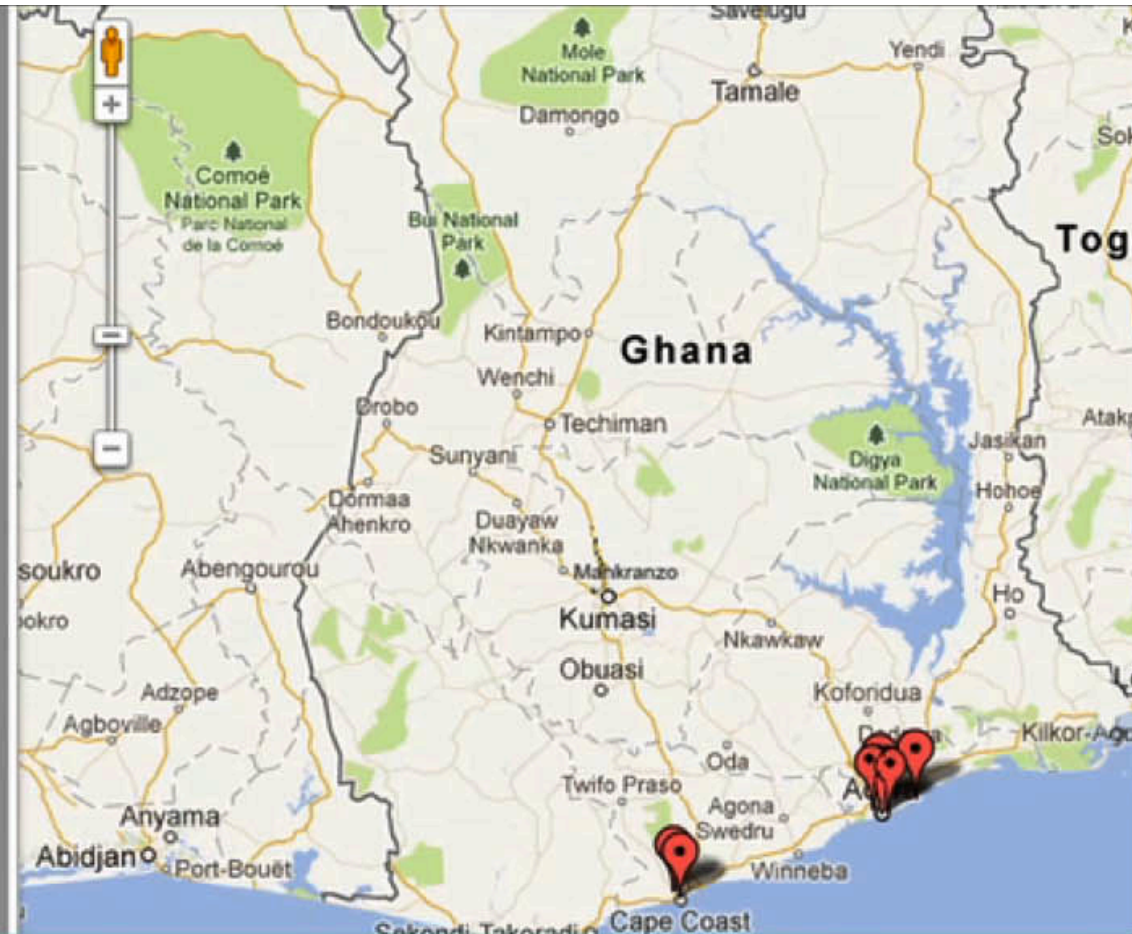 Savelugu
Yendi
Mole
National Park
Tamale
Damongo
Comoé
National Park
Parc National
de la Comoé
Bui National
Park
Bondoukou
Kintampo
Ghana
Wenchi
Drobo
Techiman
Sunyani
Digya
National Park
Jasikan
Dormaa
Ahenkro
Duayaw
Nkwanka
Hohoe
soukro
Abengourou
Mankranzo
Kumasi
Ho
okro
Nkawkaw
Obuasi
Adzope
Koforidua
Agboville
Kilkor-Ag
Oda
Twifo Praso
Agona
Swedru
Anyama
Abidjan
Port-Bouët
Winneba
Cape Coast
Sekondi-Takoradi
Tog
Atakp
Sok